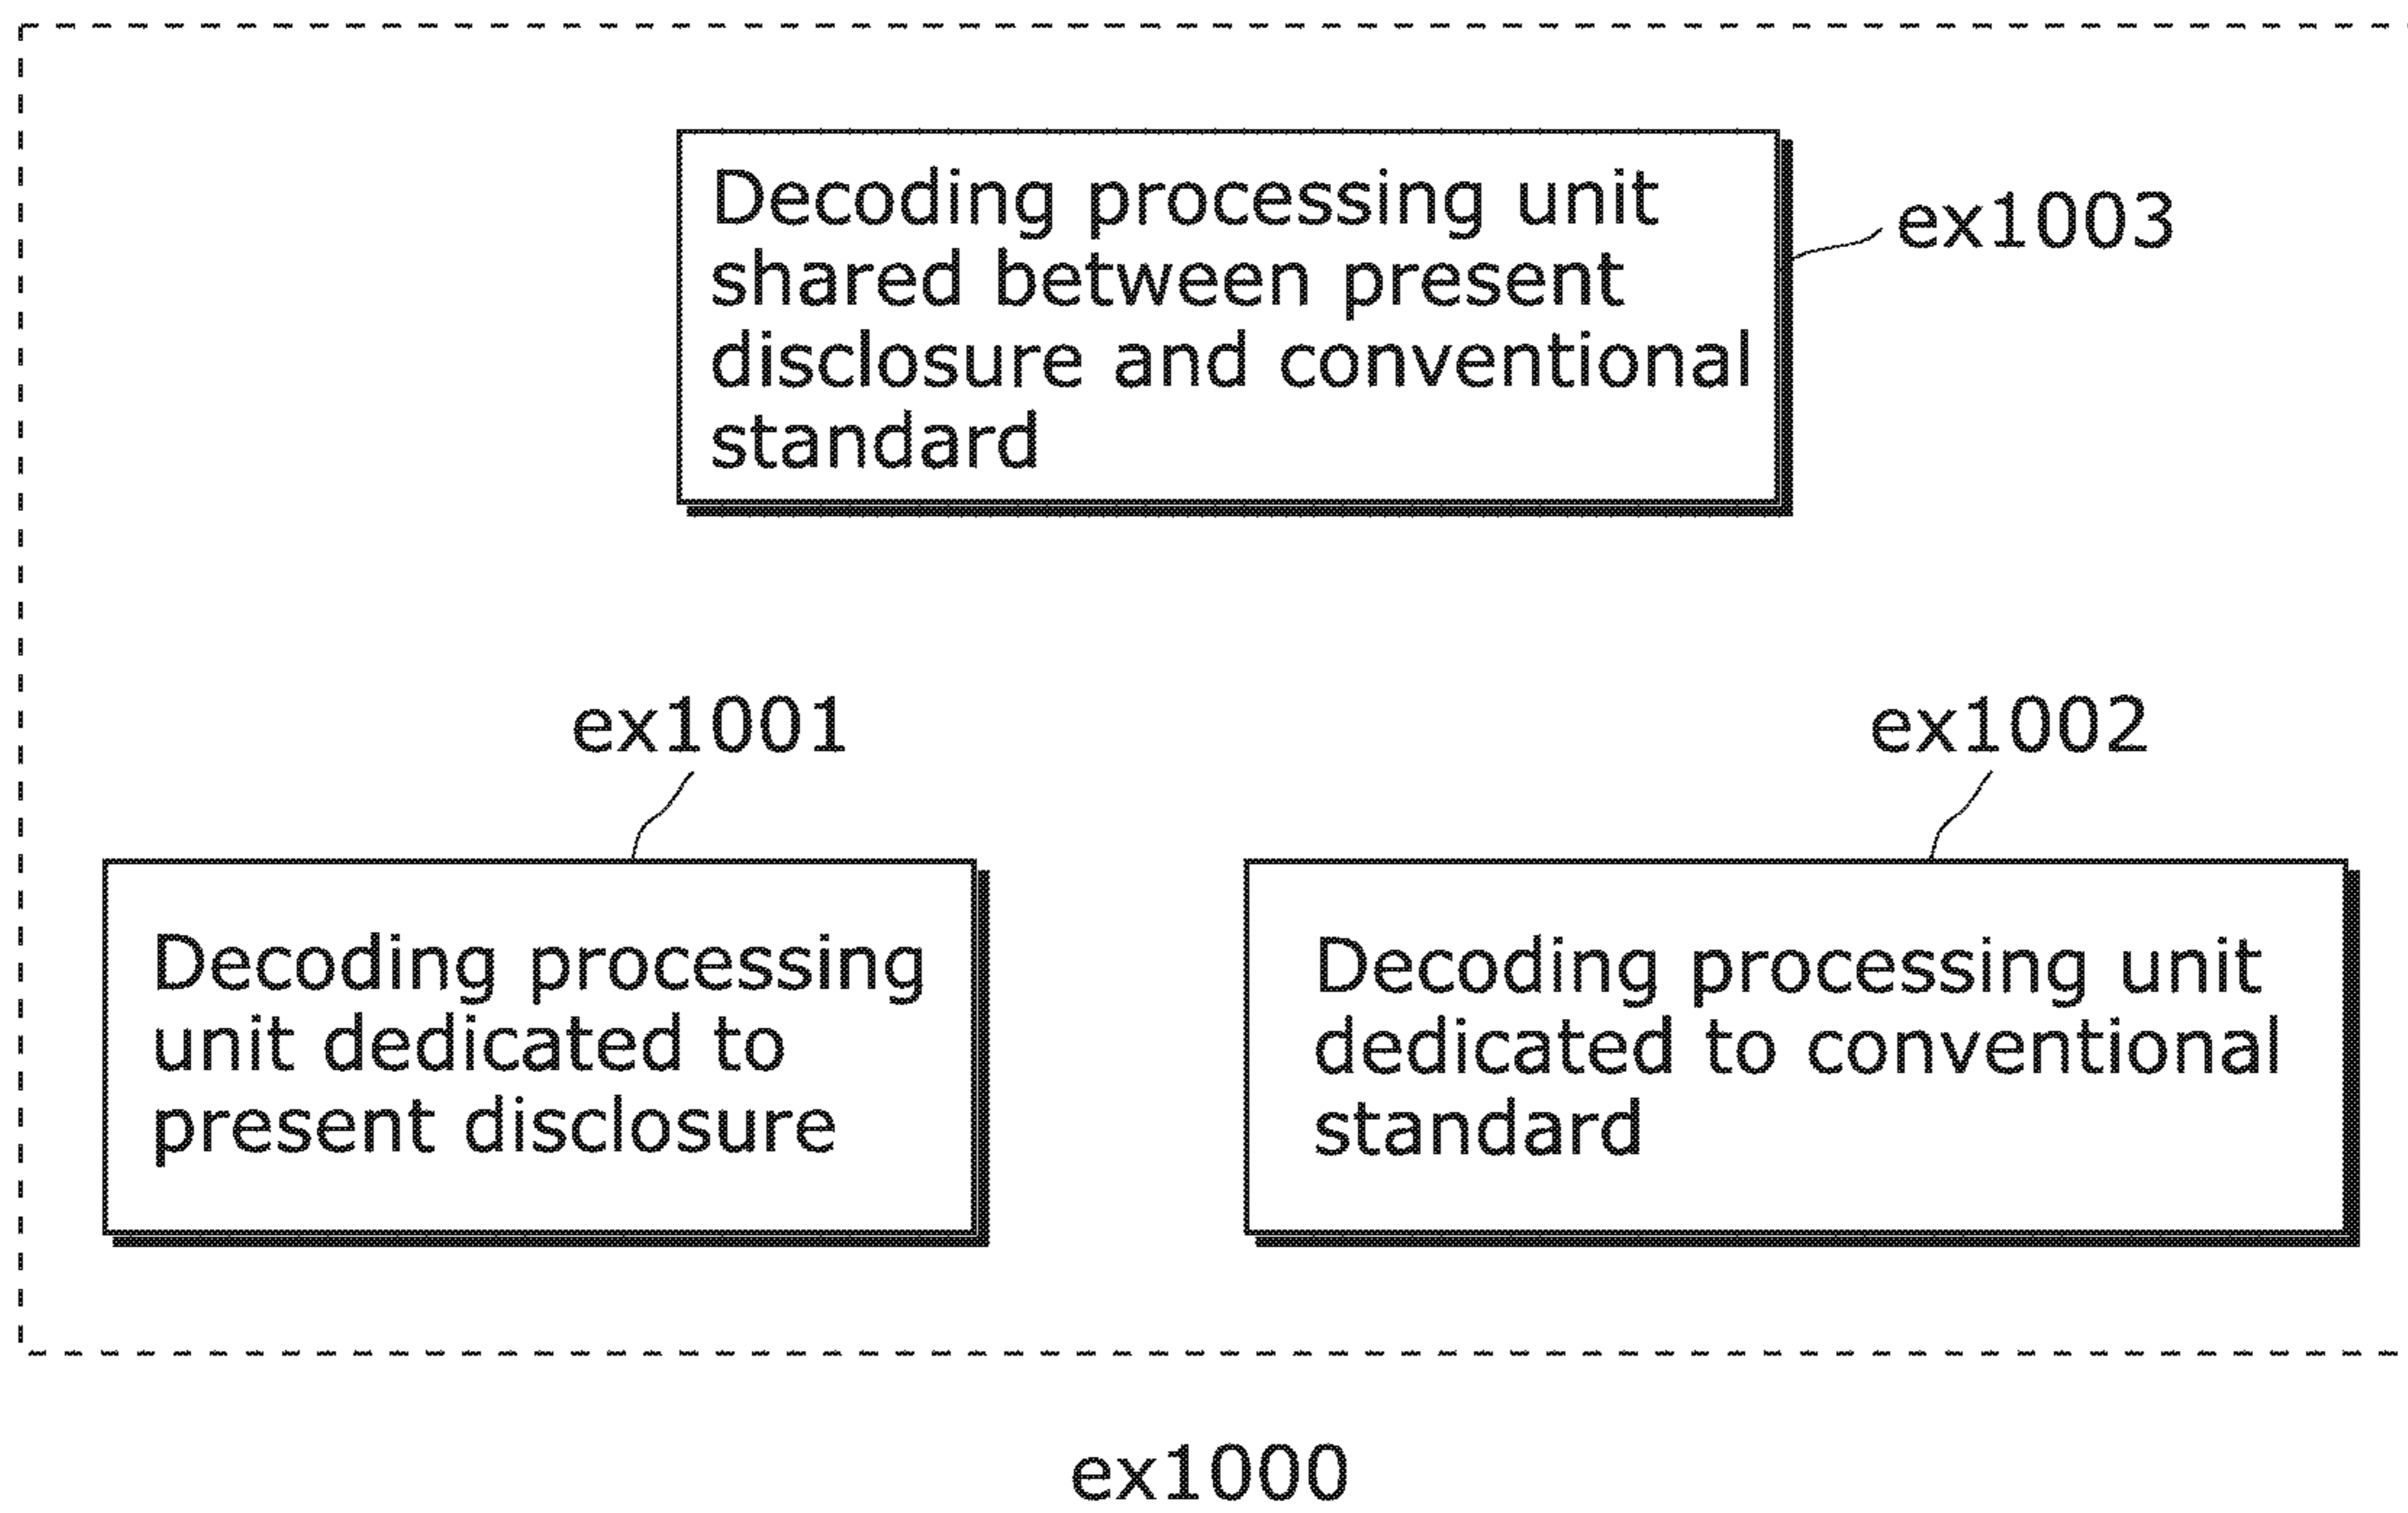 Decoding processing unit
shared between present
disclosure and conventional
standard
ex1003
ex1001
ex1002
Decoding processing
unit dedicated to
present disclosure
Decoding processing unit
dedicated to conventional
standard
ex1000